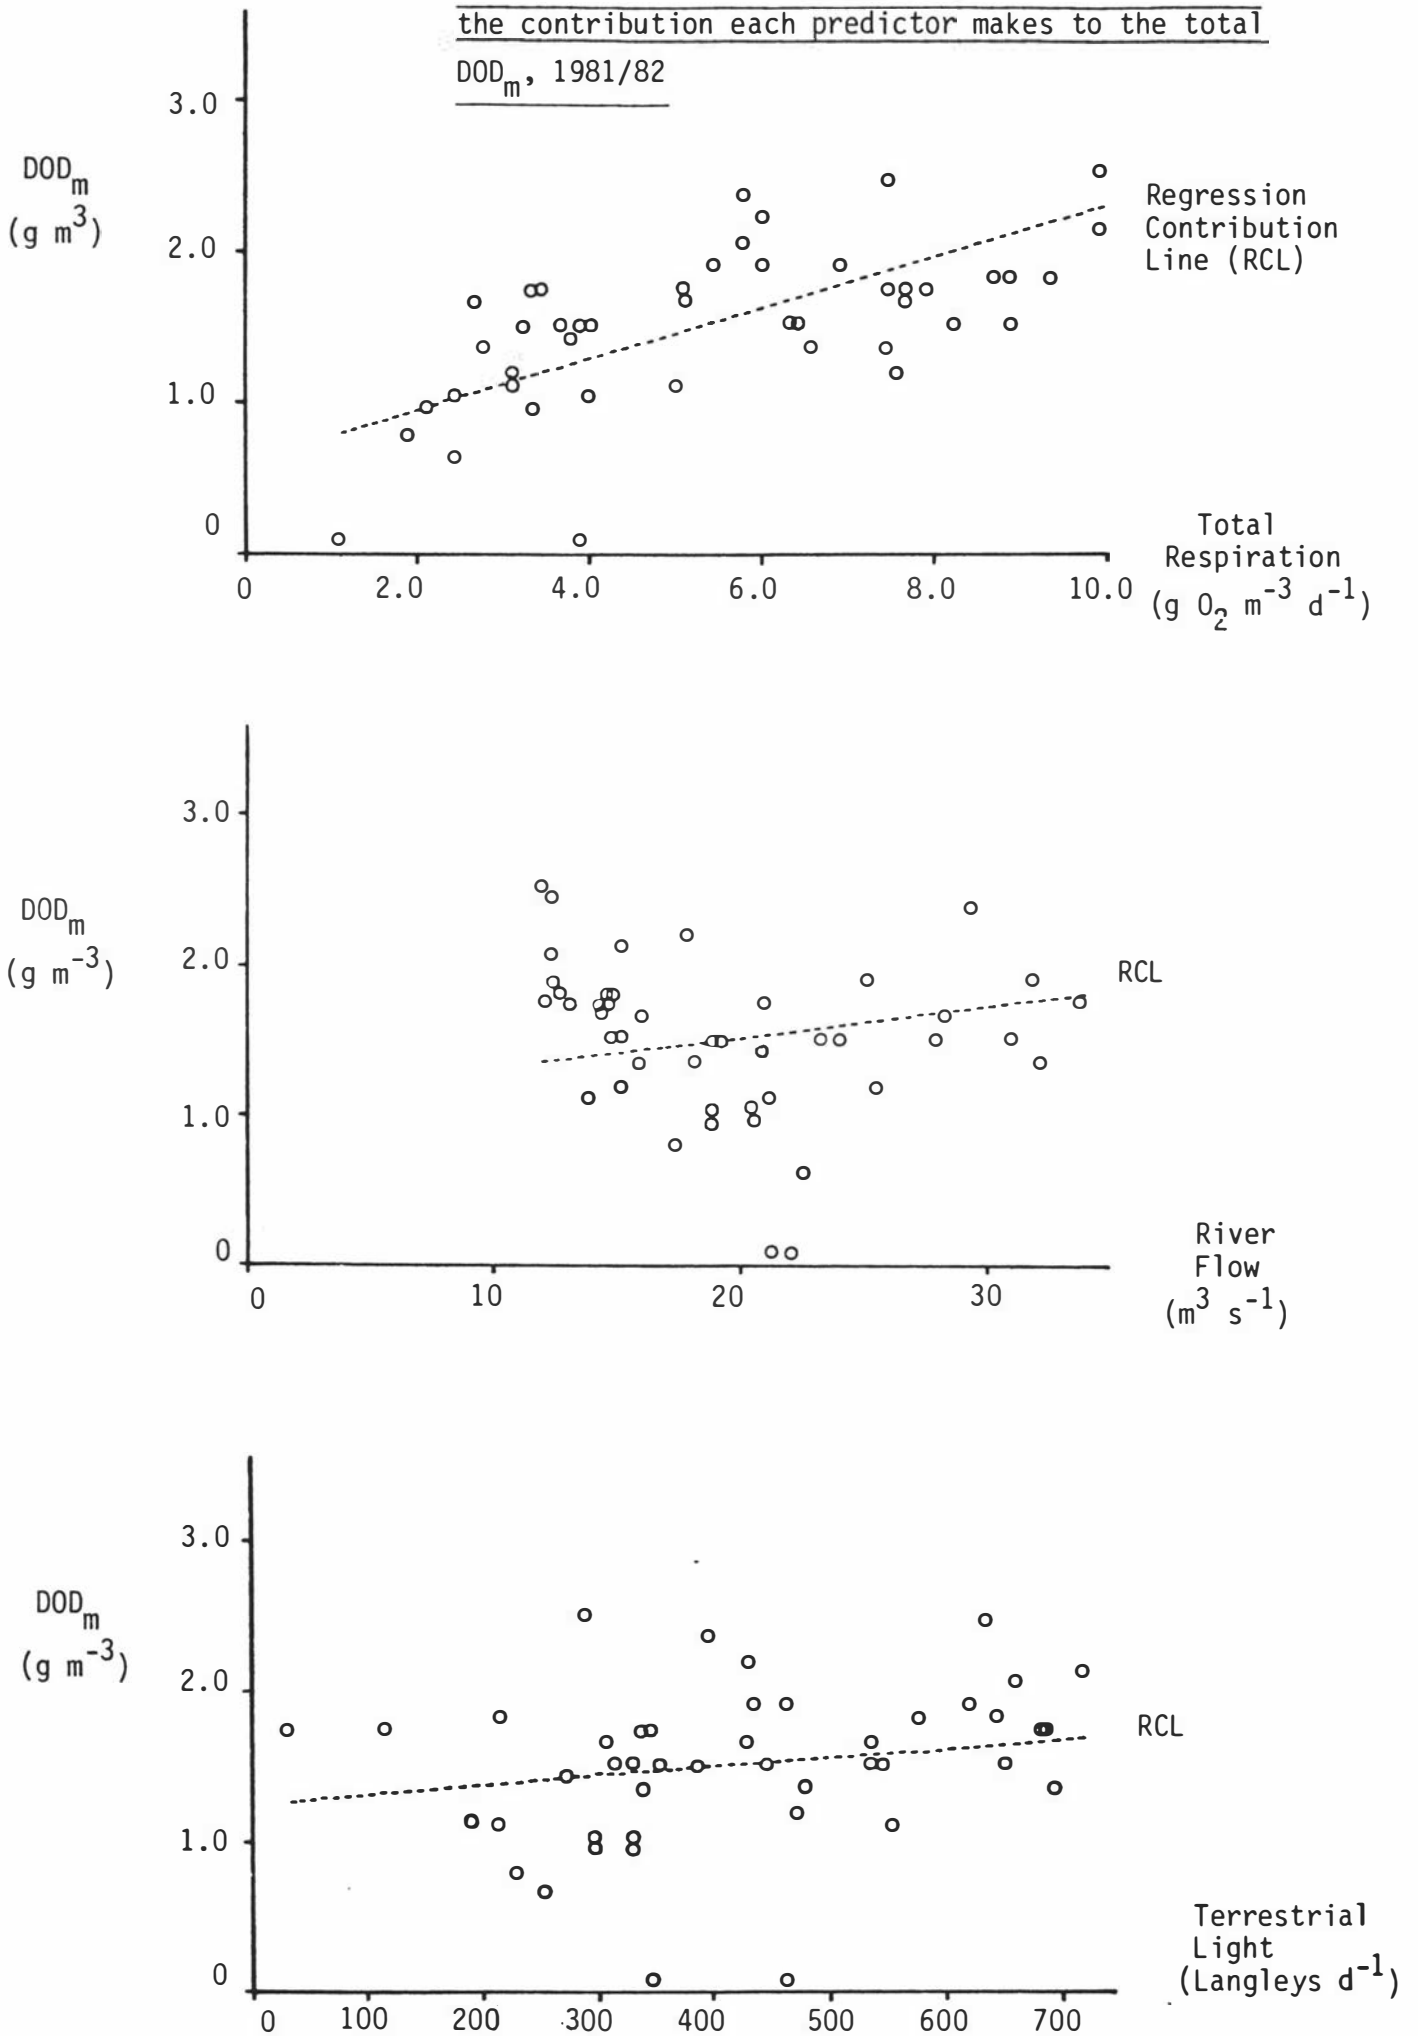 the contribution each predictor makes to the total
DODm, 1981/82
3.0
DODm
(g m³)
Regression
Contribution
Line (RCL)
2.0
1.0
0
Total
Respiration
(g O₂ m⁻³ d⁻¹)
0 2.0 4.0 6.0 8.0 10.0
3.0
DODm
(g m⁻³)
2.0
RCL
1.0
0
River
Flow
(m³ s⁻¹)
0 10 20 30
3.0
DODm
(g m⁻³)
2.0
RCL
1.0
Terrestrial
Light
(Langleys d⁻¹)
0
0 100 200 300 400 500 600 700